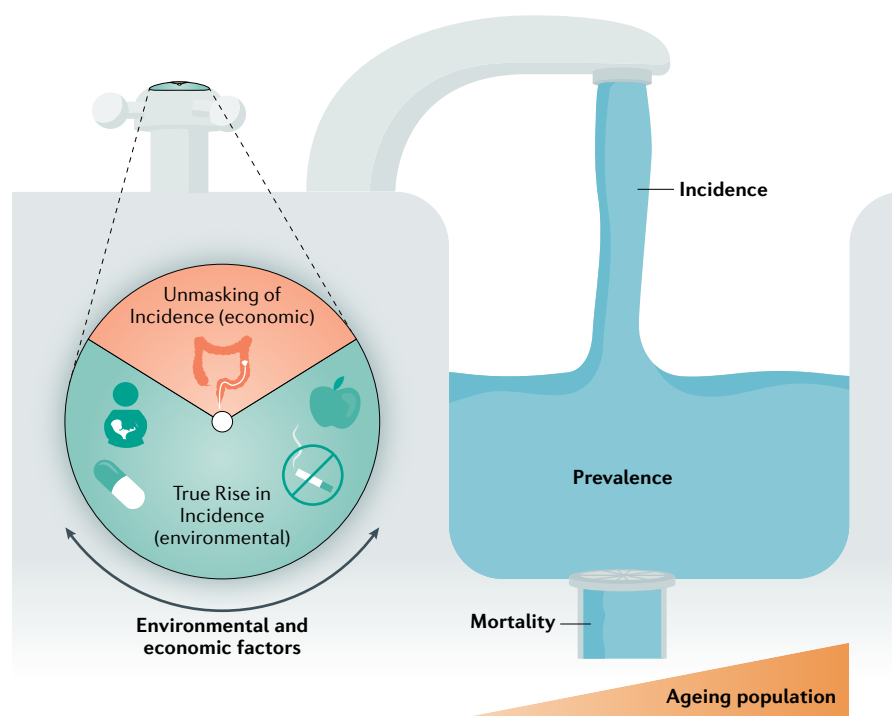 Incidence
Unmasking of
Incidence (economic)
True Rise in
Incidence
(environmental)
Environmental and
economic factors
Prevalence
Mortality
Ageing population